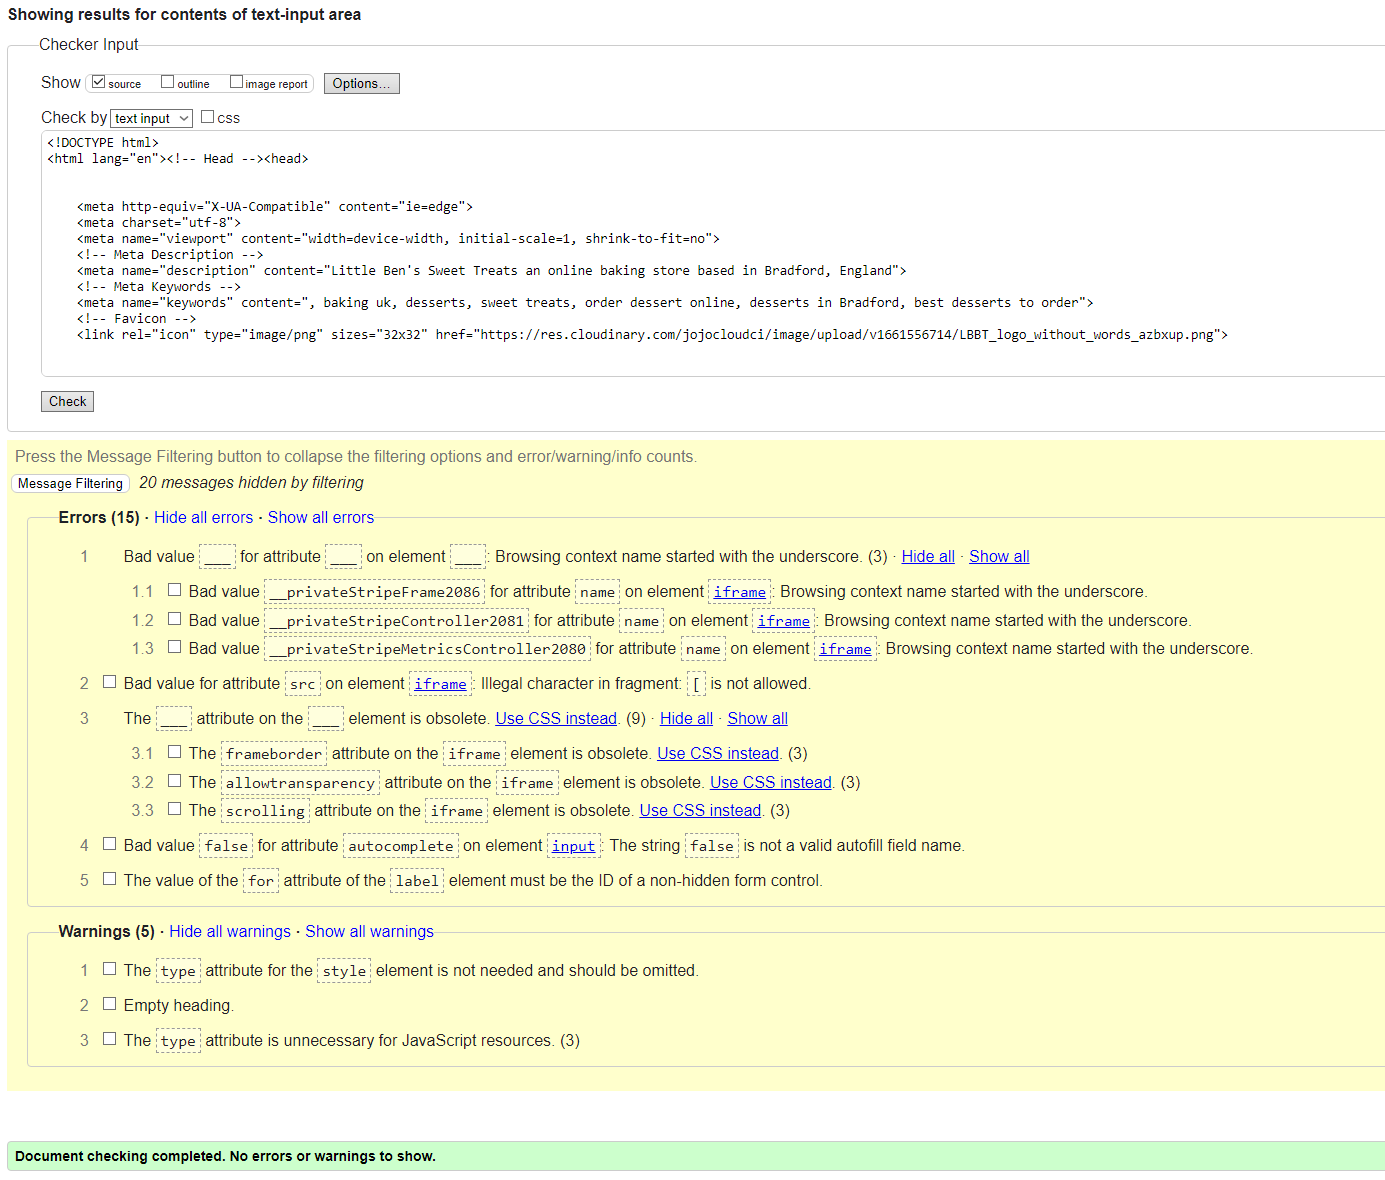 Showing results for contents of text-input area
Checker Input
Show source outline image report Options...
Check by text input css
<!DOCTYPE html>
<html lang="en"><!-- Head --><head>
<meta http-equiv="X-UA-Compatible" content="ie=edge">
<meta charset="utf-8">
<meta name="viewport" content="width=device-width, initial-scale=1, shrink-to-fit=no">
<!-- Meta Description -->
<meta name="description" content="Little Ben's Sweet Treats an online baking store based in Bradford, England">
<!-- Meta Keywords -->
<meta name="keywords" content=", baking uk, desserts, sweet treats, order dessert online, desserts in Bradford, best desserts to order">
<!-- Favicon -->
<link rel="icon" type="image/png" sizes="32x32" href="https://res.cloudinary.com/jojocloudci/image/upload/v1661556714/LBBT_logo_without_words_azbxup.png">
Check
Press the Message Filtering button to collapse the filtering options and error/warning/info counts.
Message Filtering 20 messages hidden by filtering
Errors (15) · Hide all errors · Show all errors
1 Bad value ___ for attribute ___ on element ___: Browsing context name started with the underscore. (3) · Hide all · Show all
1.1 Bad value __privateStripeFrame2086 for attribute name on element iframe: Browsing context name started with the underscore.
1.2 Bad value __privateStripeController2081 for attribute name on element iframe: Browsing context name started with the underscore.
1.3 Bad value __privateStripeMetricsController2080 for attribute name on element iframe: Browsing context name started with the underscore.
2 Bad value for attribute src on element iframe: Illegal character in fragment: [ is not allowed.
3 The ___ attribute on the ___ element is obsolete. Use CSS instead. (9) · Hide all · Show all
3.1 The frameborder attribute on the iframe element is obsolete. Use CSS instead. (3)
3.2 The allowtransparency attribute on the iframe element is obsolete. Use CSS instead. (3)
3.3 The scrolling attribute on the iframe element is obsolete. Use CSS instead. (3)
4 Bad value false for attribute autocomplete on element input: The string false is not a valid autofill field name.
5 The value of the for attribute of the label element must be the ID of a non-hidden form control.
Warnings (5) · Hide all warnings · Show all warnings
1 The type attribute for the style element is not needed and should be omitted.
2 Empty heading.
3 The type attribute is unnecessary for JavaScript resources. (3)
Document checking completed. No errors or warnings to show.